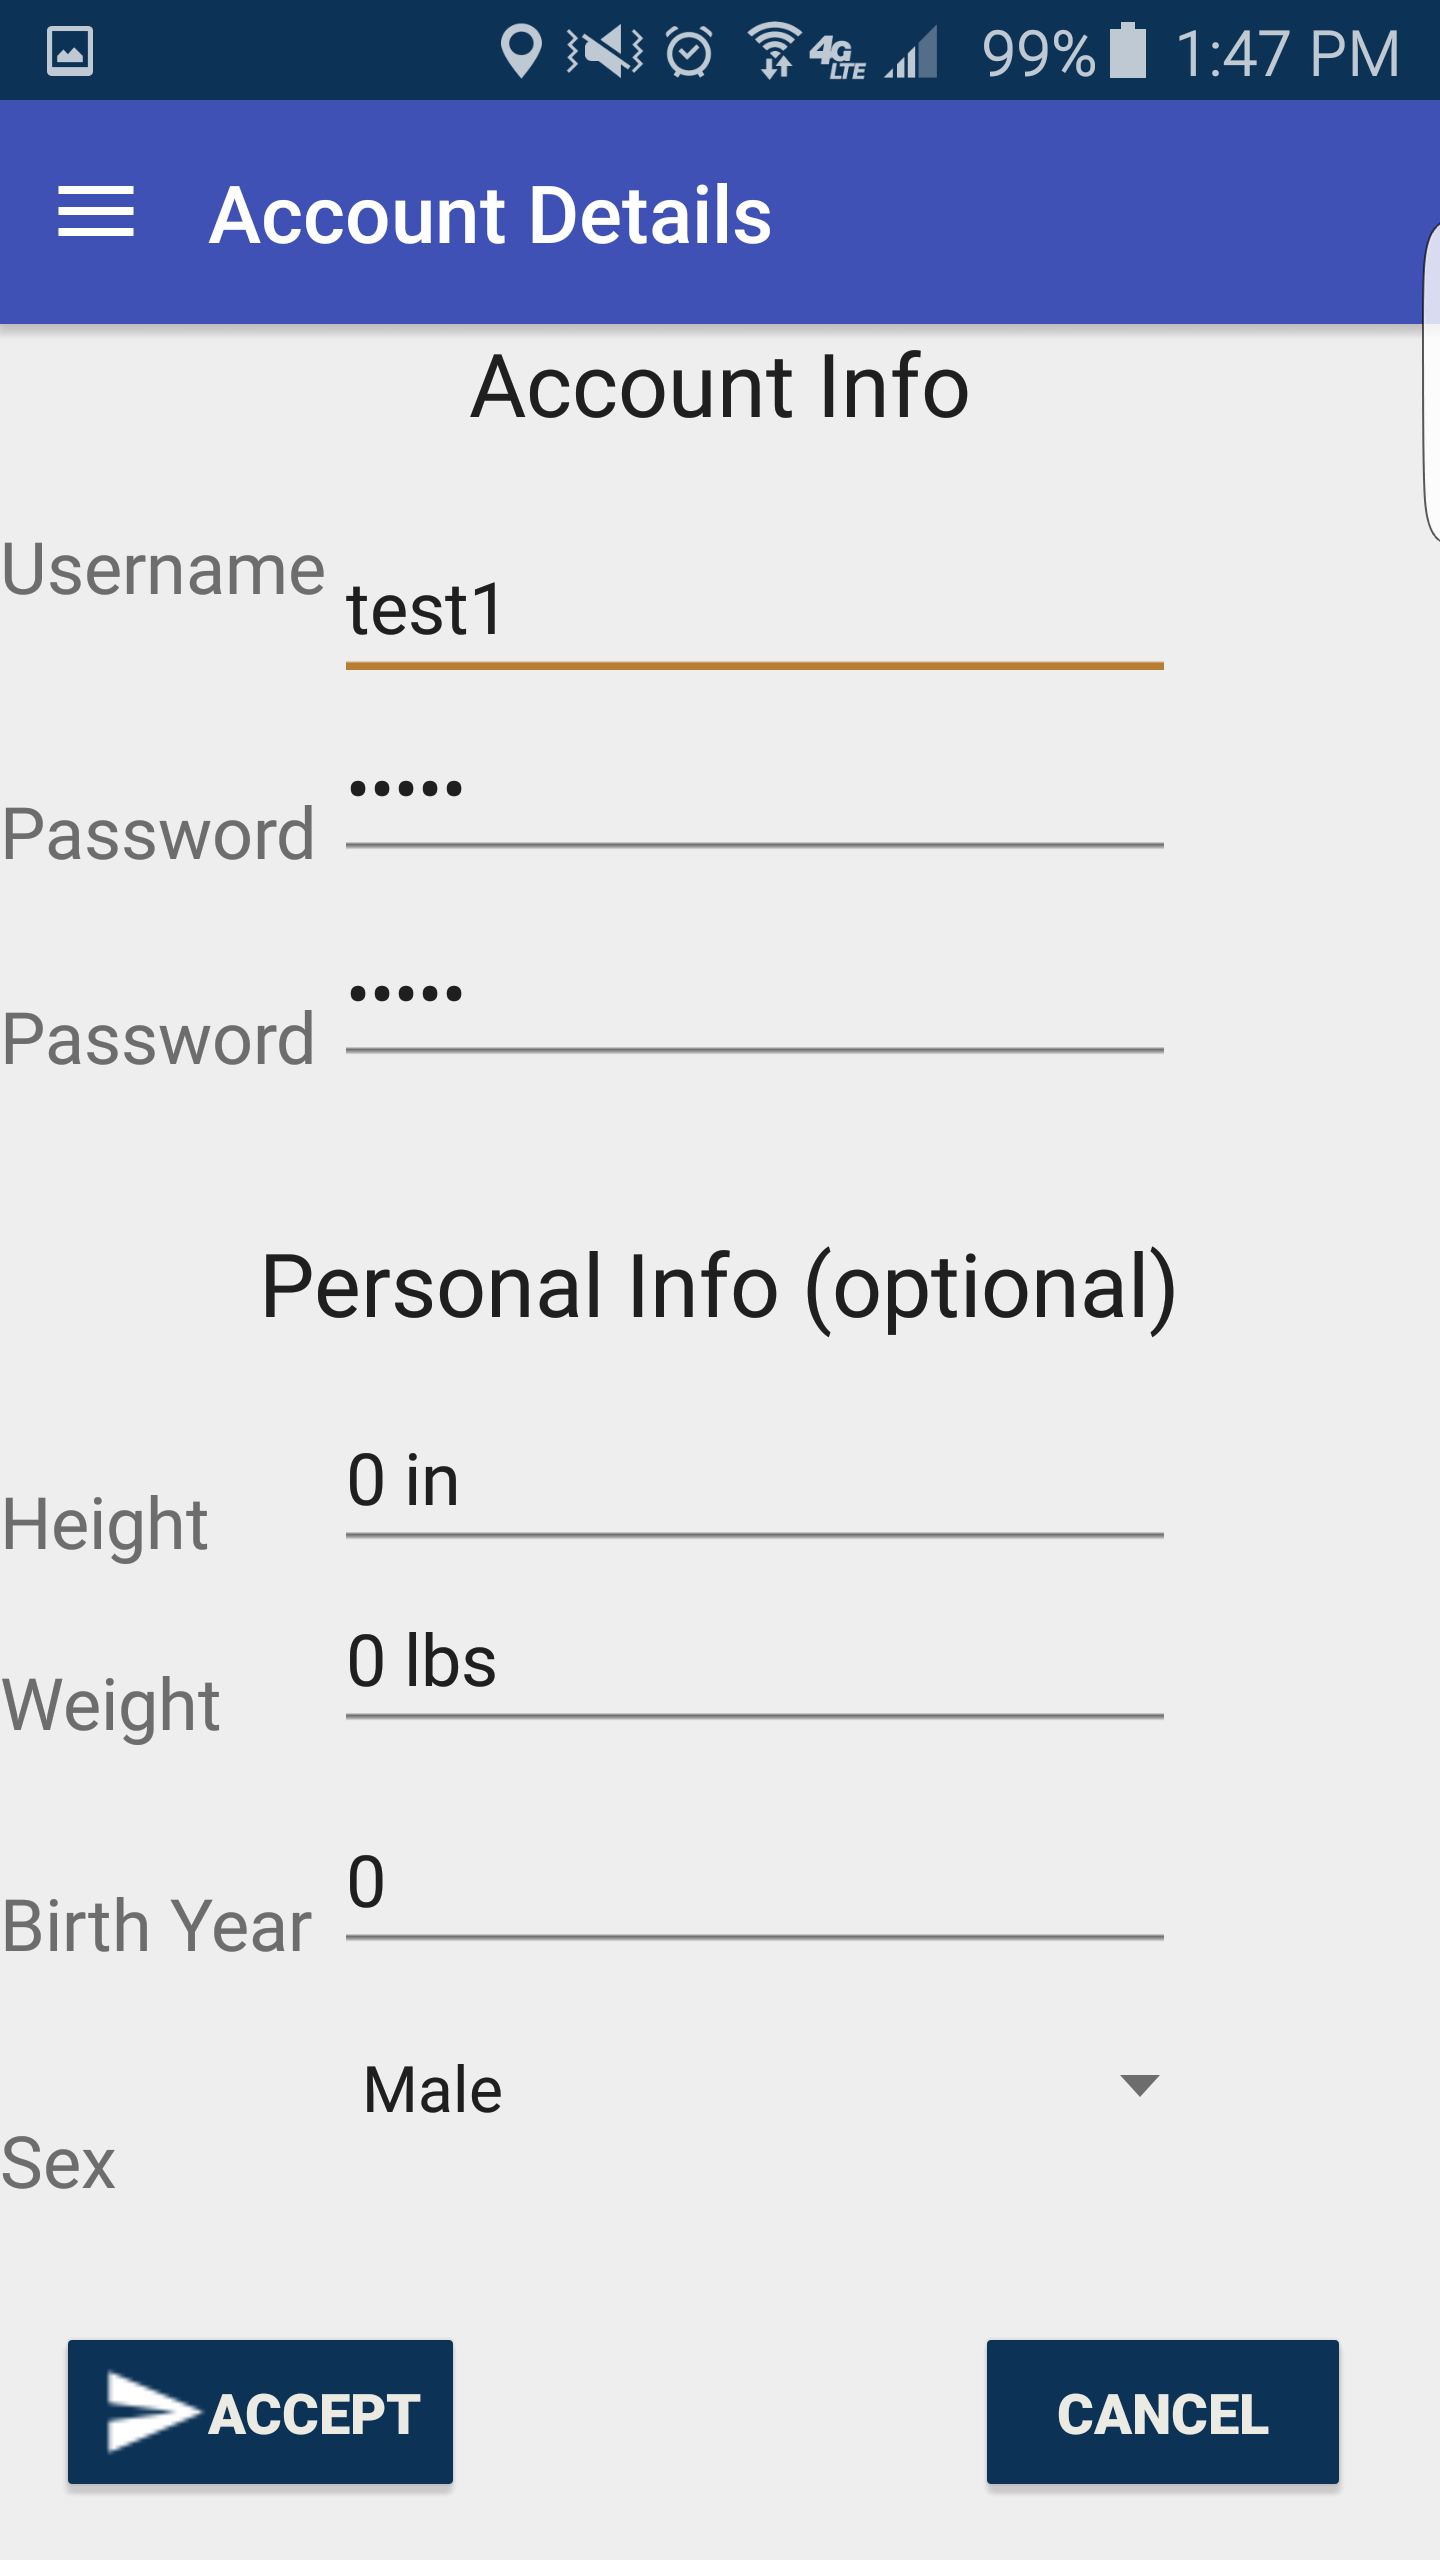 4G LTE 99% 1:47 PM
Account Details
Account Info
Username test1
Password •••••
Password •••••
Personal Info (optional)
Height 0 in
Weight 0 lbs
Birth Year 0
Sex Male
ACCEPT CANCEL